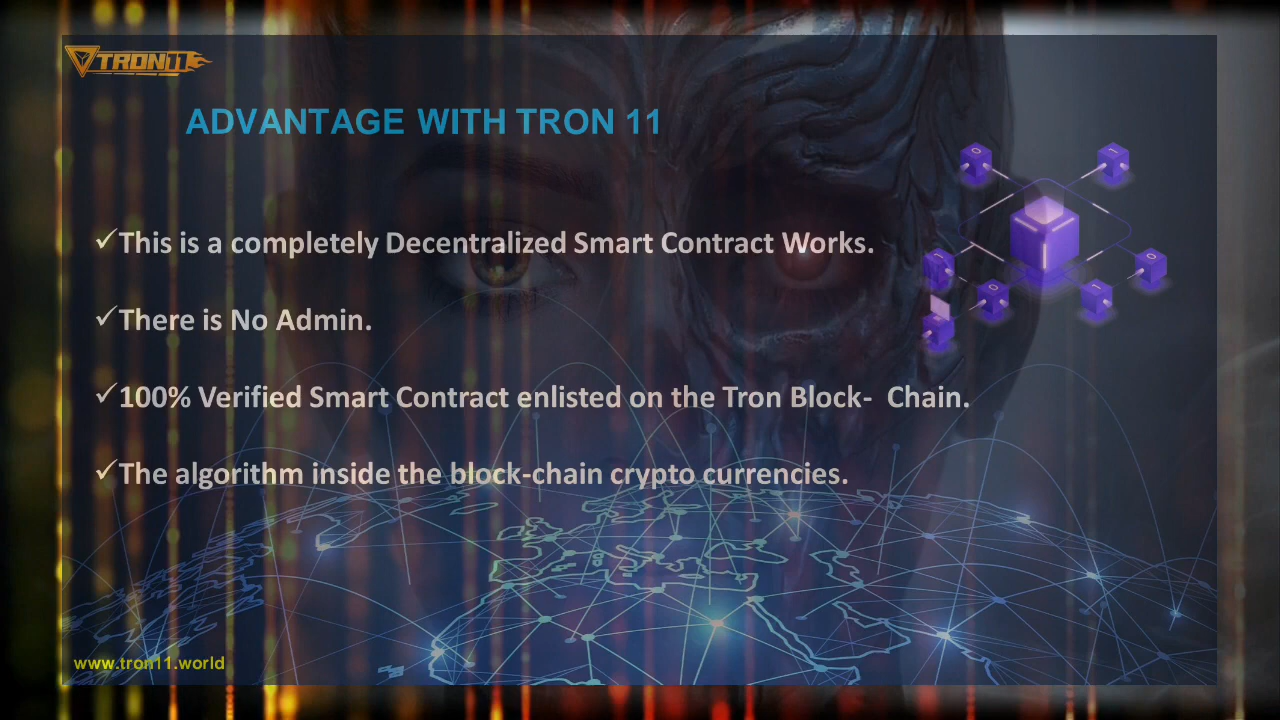 TRON11
ADVANTAGE WITH TRON 11
✓This is a completely Decentralized Smart Contract Works.
✓There is No Admin.
✓100% Verified Smart Contract enlisted on the Tron Block-  Chain.
✓The algorithm inside the block-chain crypto currencies.
www.tron11.world